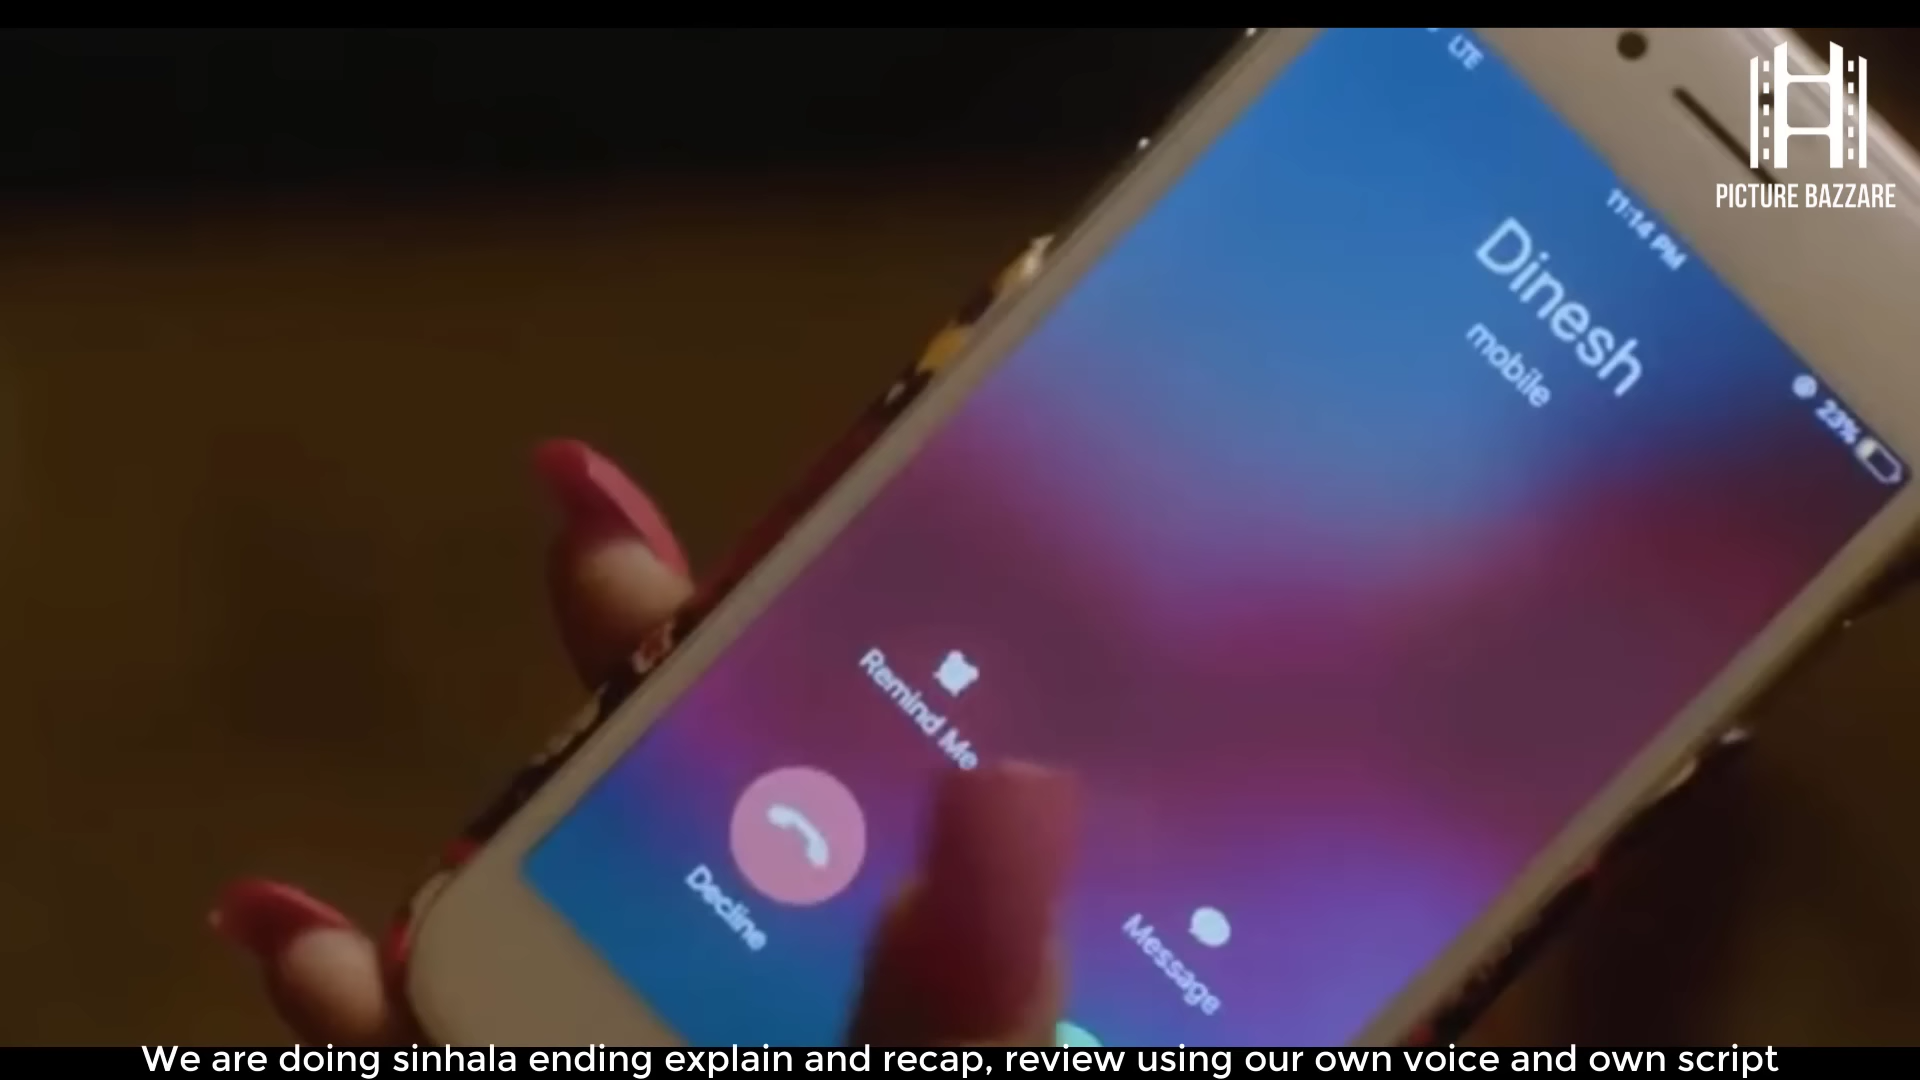 LTE
11:14 PM
23%
Dinesh
mobile
Remind Me
Decline
Message
PICTURE BAZZARE
We are doing sinhala ending explain and recap, review using our own voice and own script